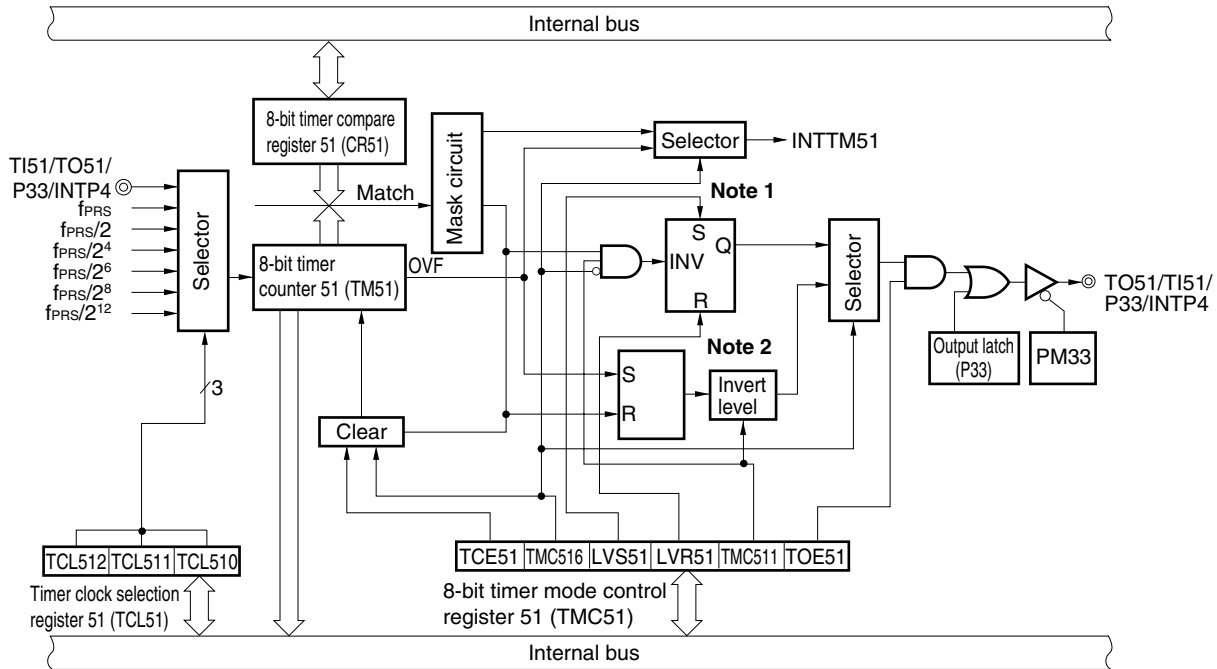 Internal bus
8-bit timer compare
register 51 (CR51)
Mask circuit
Selector
INTTM51
TI51/TO51/
P33/INTP4
fPRS
fPRS/2
fPRS/2⁴
fPRS/2⁶
fPRS/2⁸
fPRS/2¹²
Selector
Match
Note 1
S
Q
INV
R
8-bit timer
counter 51 (TM51)
OVF
Selector
TO51/TI51/
P33/INTP4
Output latch
(P33)
PM33
Note 2
S
R
Invert
level
3
Clear
TCL512
TCL511
TCL510
Timer clock selection
register 51 (TCL51)
TCE51
TMC516
LVS51
LVR51
TMC511
TOE51
8-bit timer mode control
register 51 (TMC51)
Internal bus